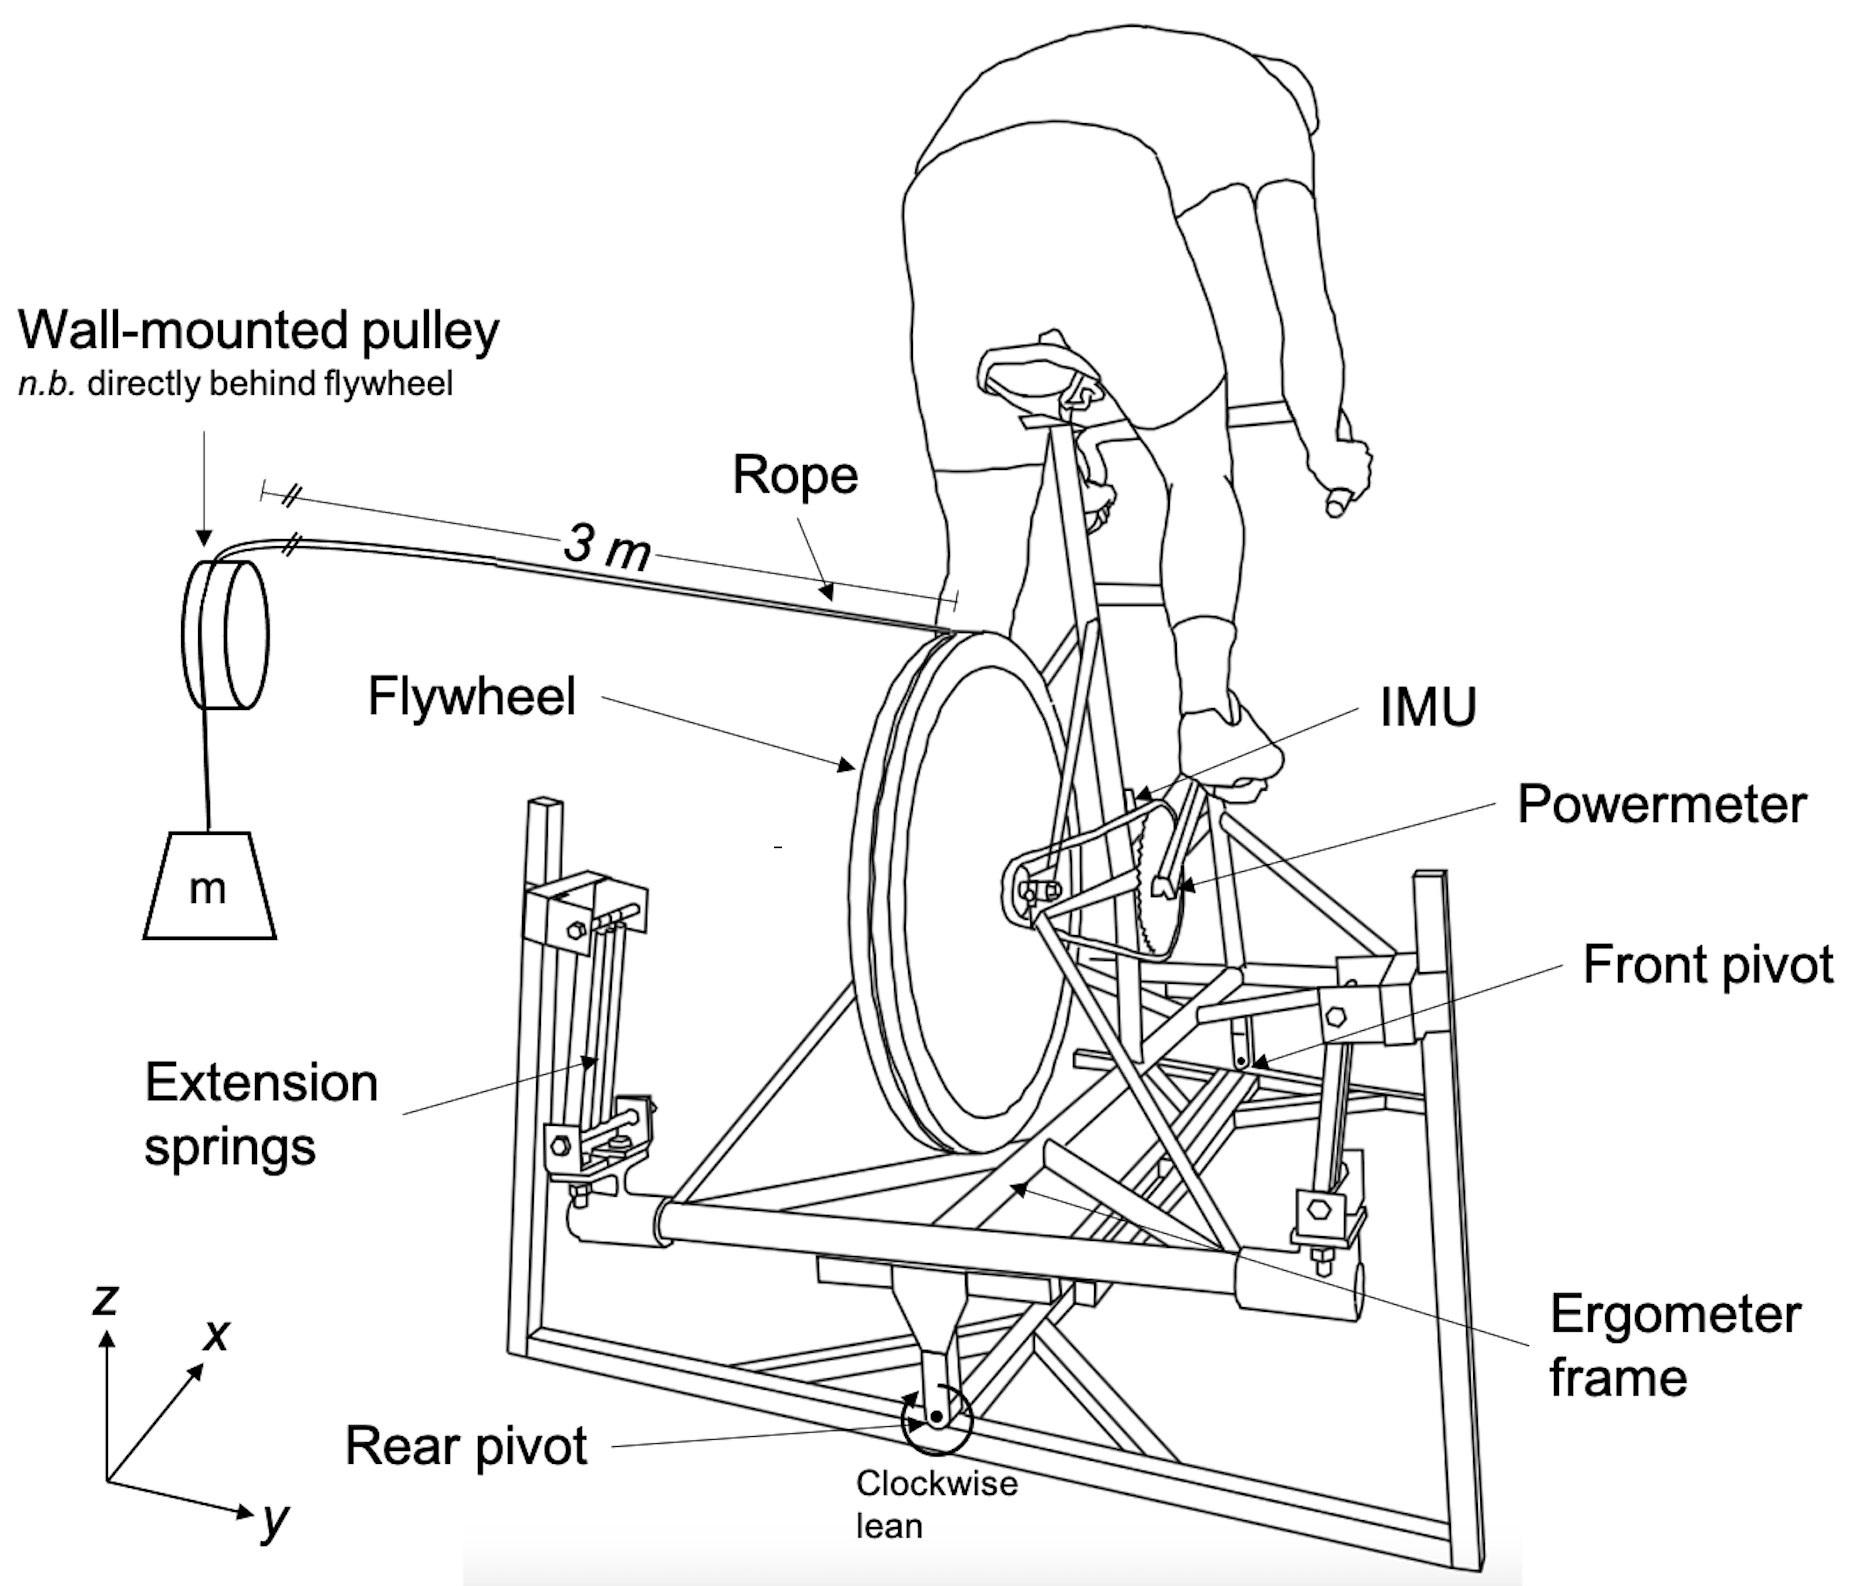 Wall-mounted pulley
n.b. directly behind flywheel
Rope
3 m
Flywheel
IMU
Powermeter
m
Front pivot
Extension
springs
Ergometer
frame
z
x
y
Rear pivot
Clockwise
lean